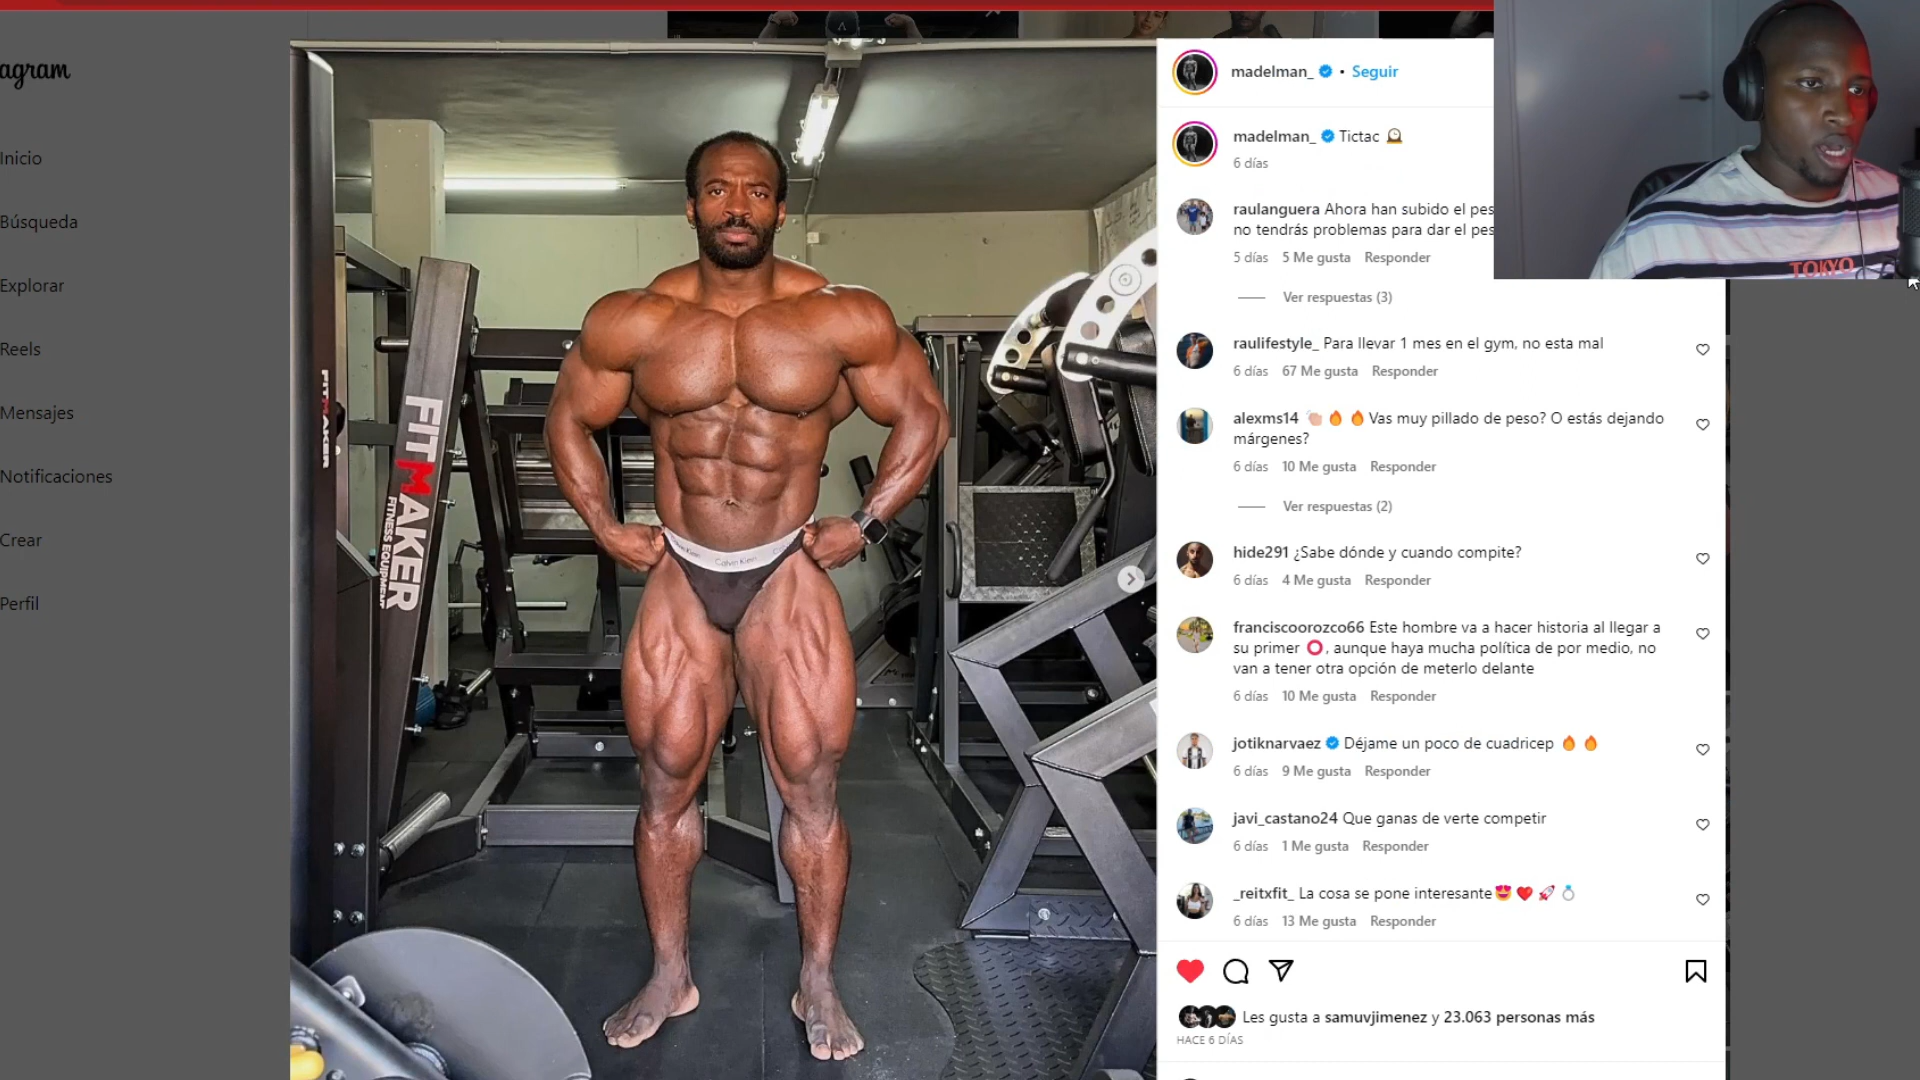 agram
Inicio
Búsqueda
Explorar
Reels
Mensajes
Notificaciones
Crear
Perfil
FITMAKER
FITMAKER
FITNESS EQUIPMENT
Calvin Klein
madelman_ • Seguir
madelman_ Tictac 🕰️
6 días
raulanguera Ahora han subido el pes
no tendrás problemas para dar el pes
5 días 5 Me gusta Responder
Ver respuestas (3)
raulifestyle_ Para llevar 1 mes en el gym, no esta mal
6 días 67 Me gusta Responder
alexms14 👏🏻🔥🔥 Vas muy pillado de peso? O estás dejando
márgenes?
6 días 10 Me gusta Responder
Ver respuestas (2)
hide291 ¿Sabe dónde y cuando compite?
6 días 4 Me gusta Responder
franciscoorozco66 Este hombre va a hacer historia al llegar a
su primer ⭕, aunque haya mucha política de por medio, no
van a tener otra opción de meterlo delante
6 días 10 Me gusta Responder
jotiknarvaez Déjame un poco de cuadricep 🔥🔥
6 días 9 Me gusta Responder
javi_castano24 Que ganas de verte competir
6 días 1 Me gusta Responder
_reitxfit_ La cosa se pone interesante😍❤️🚀💍
6 días 13 Me gusta Responder
Les gusta a samuvjimenez y 23.063 personas más
HACE 6 DÍAS
TOKYO